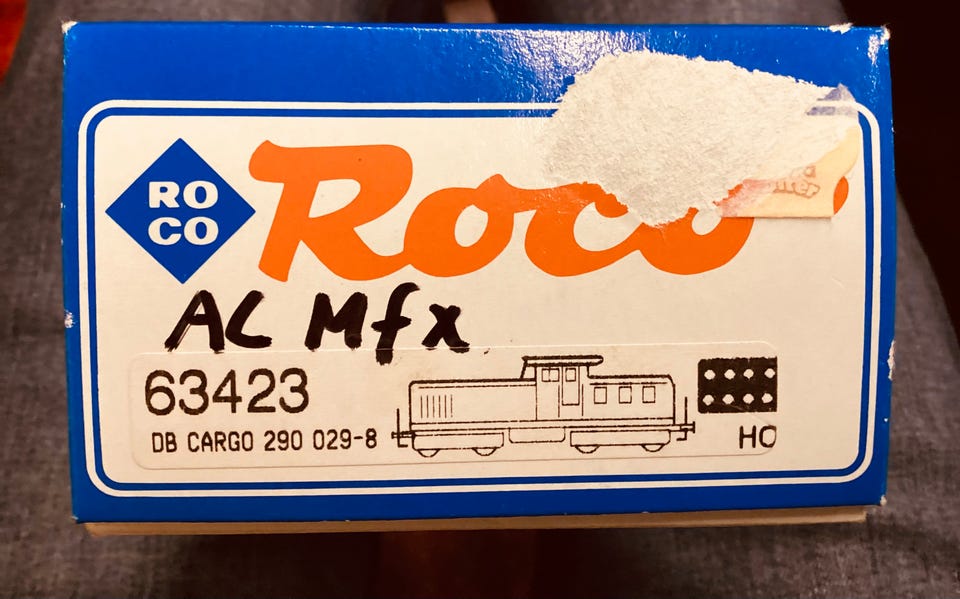 RO
CO
Roco
AC Mfx
63423
DB CARGO 290 029-8
HO